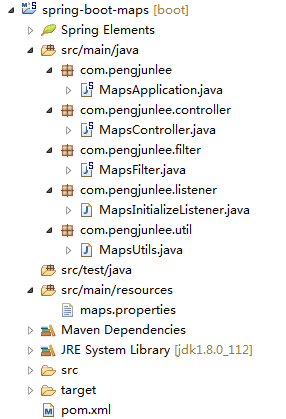 spring-boot-maps [boot]
Spring Elements
src/main/java
com.pengjunlee
MapsApplication.java
com.pengjunlee.controller
MapsController.java
com.pengjunlee.filter
MapsFilter.java
com.pengjunlee.listener
MapsInitializeListener.java
com.pengjunlee.util
MapsUtils.java
src/test/java
src/main/resources
maps.properties
Maven Dependencies
JRE System Library [jdk1.8.0_112]
src
target
pom.xml